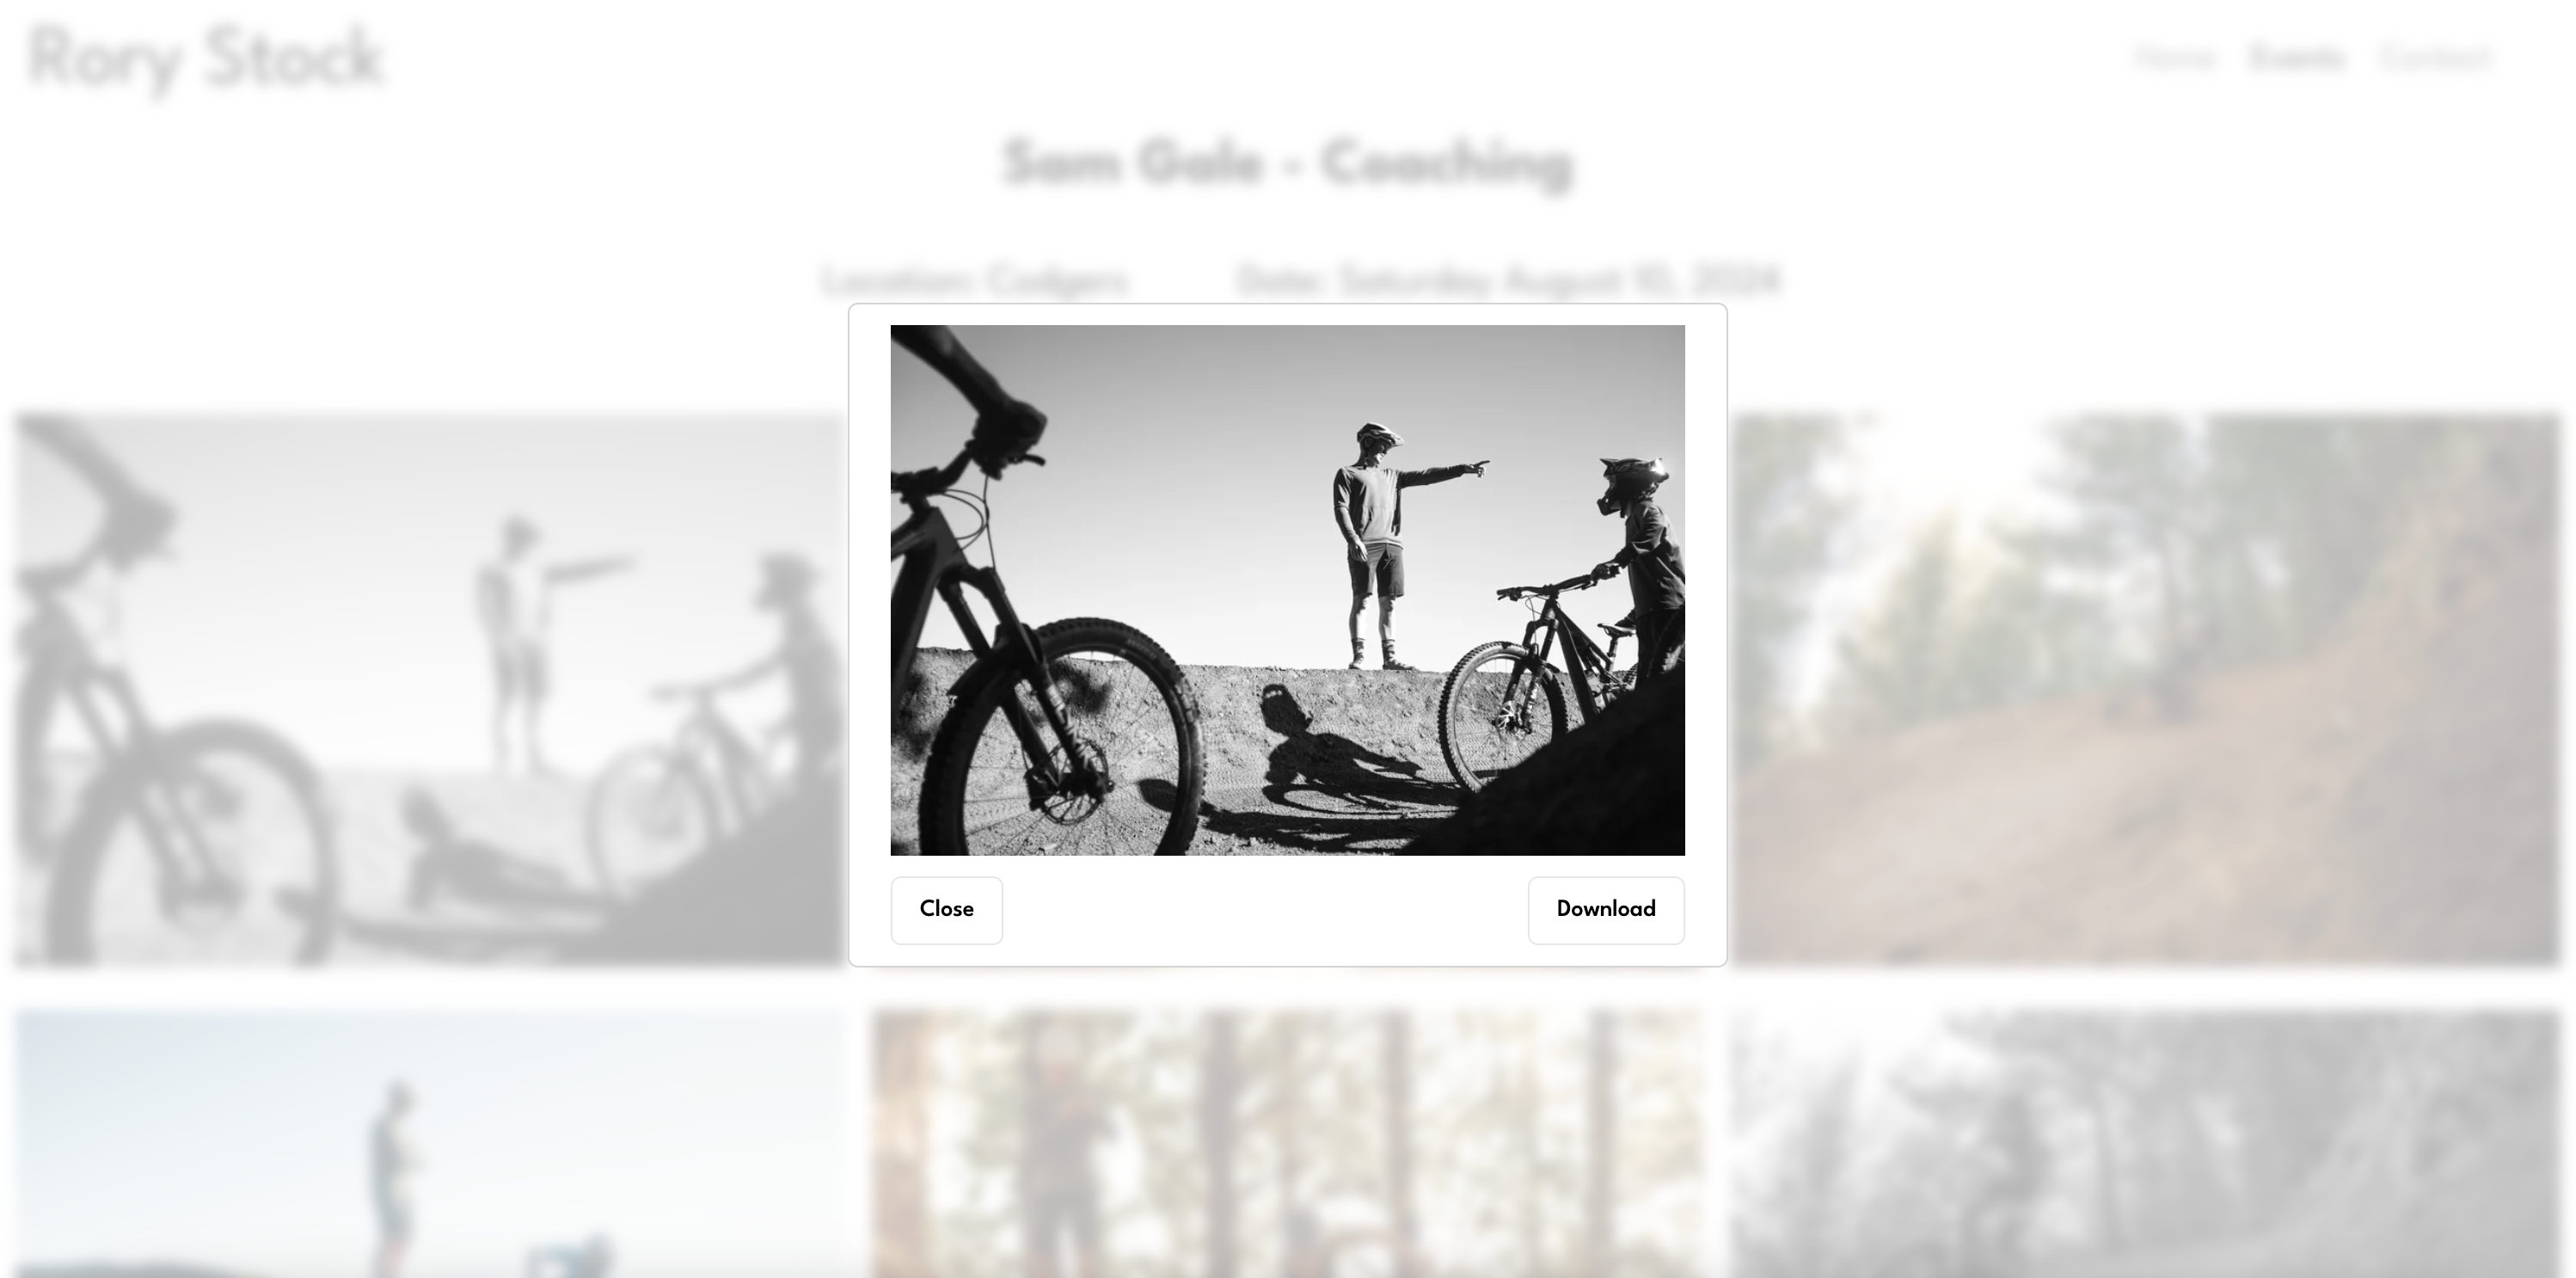 Rory Stock
Home Events Contact
Sam Gale - Coaching
Location: Codgers Date: Saturday August 10, 2024
Close Download